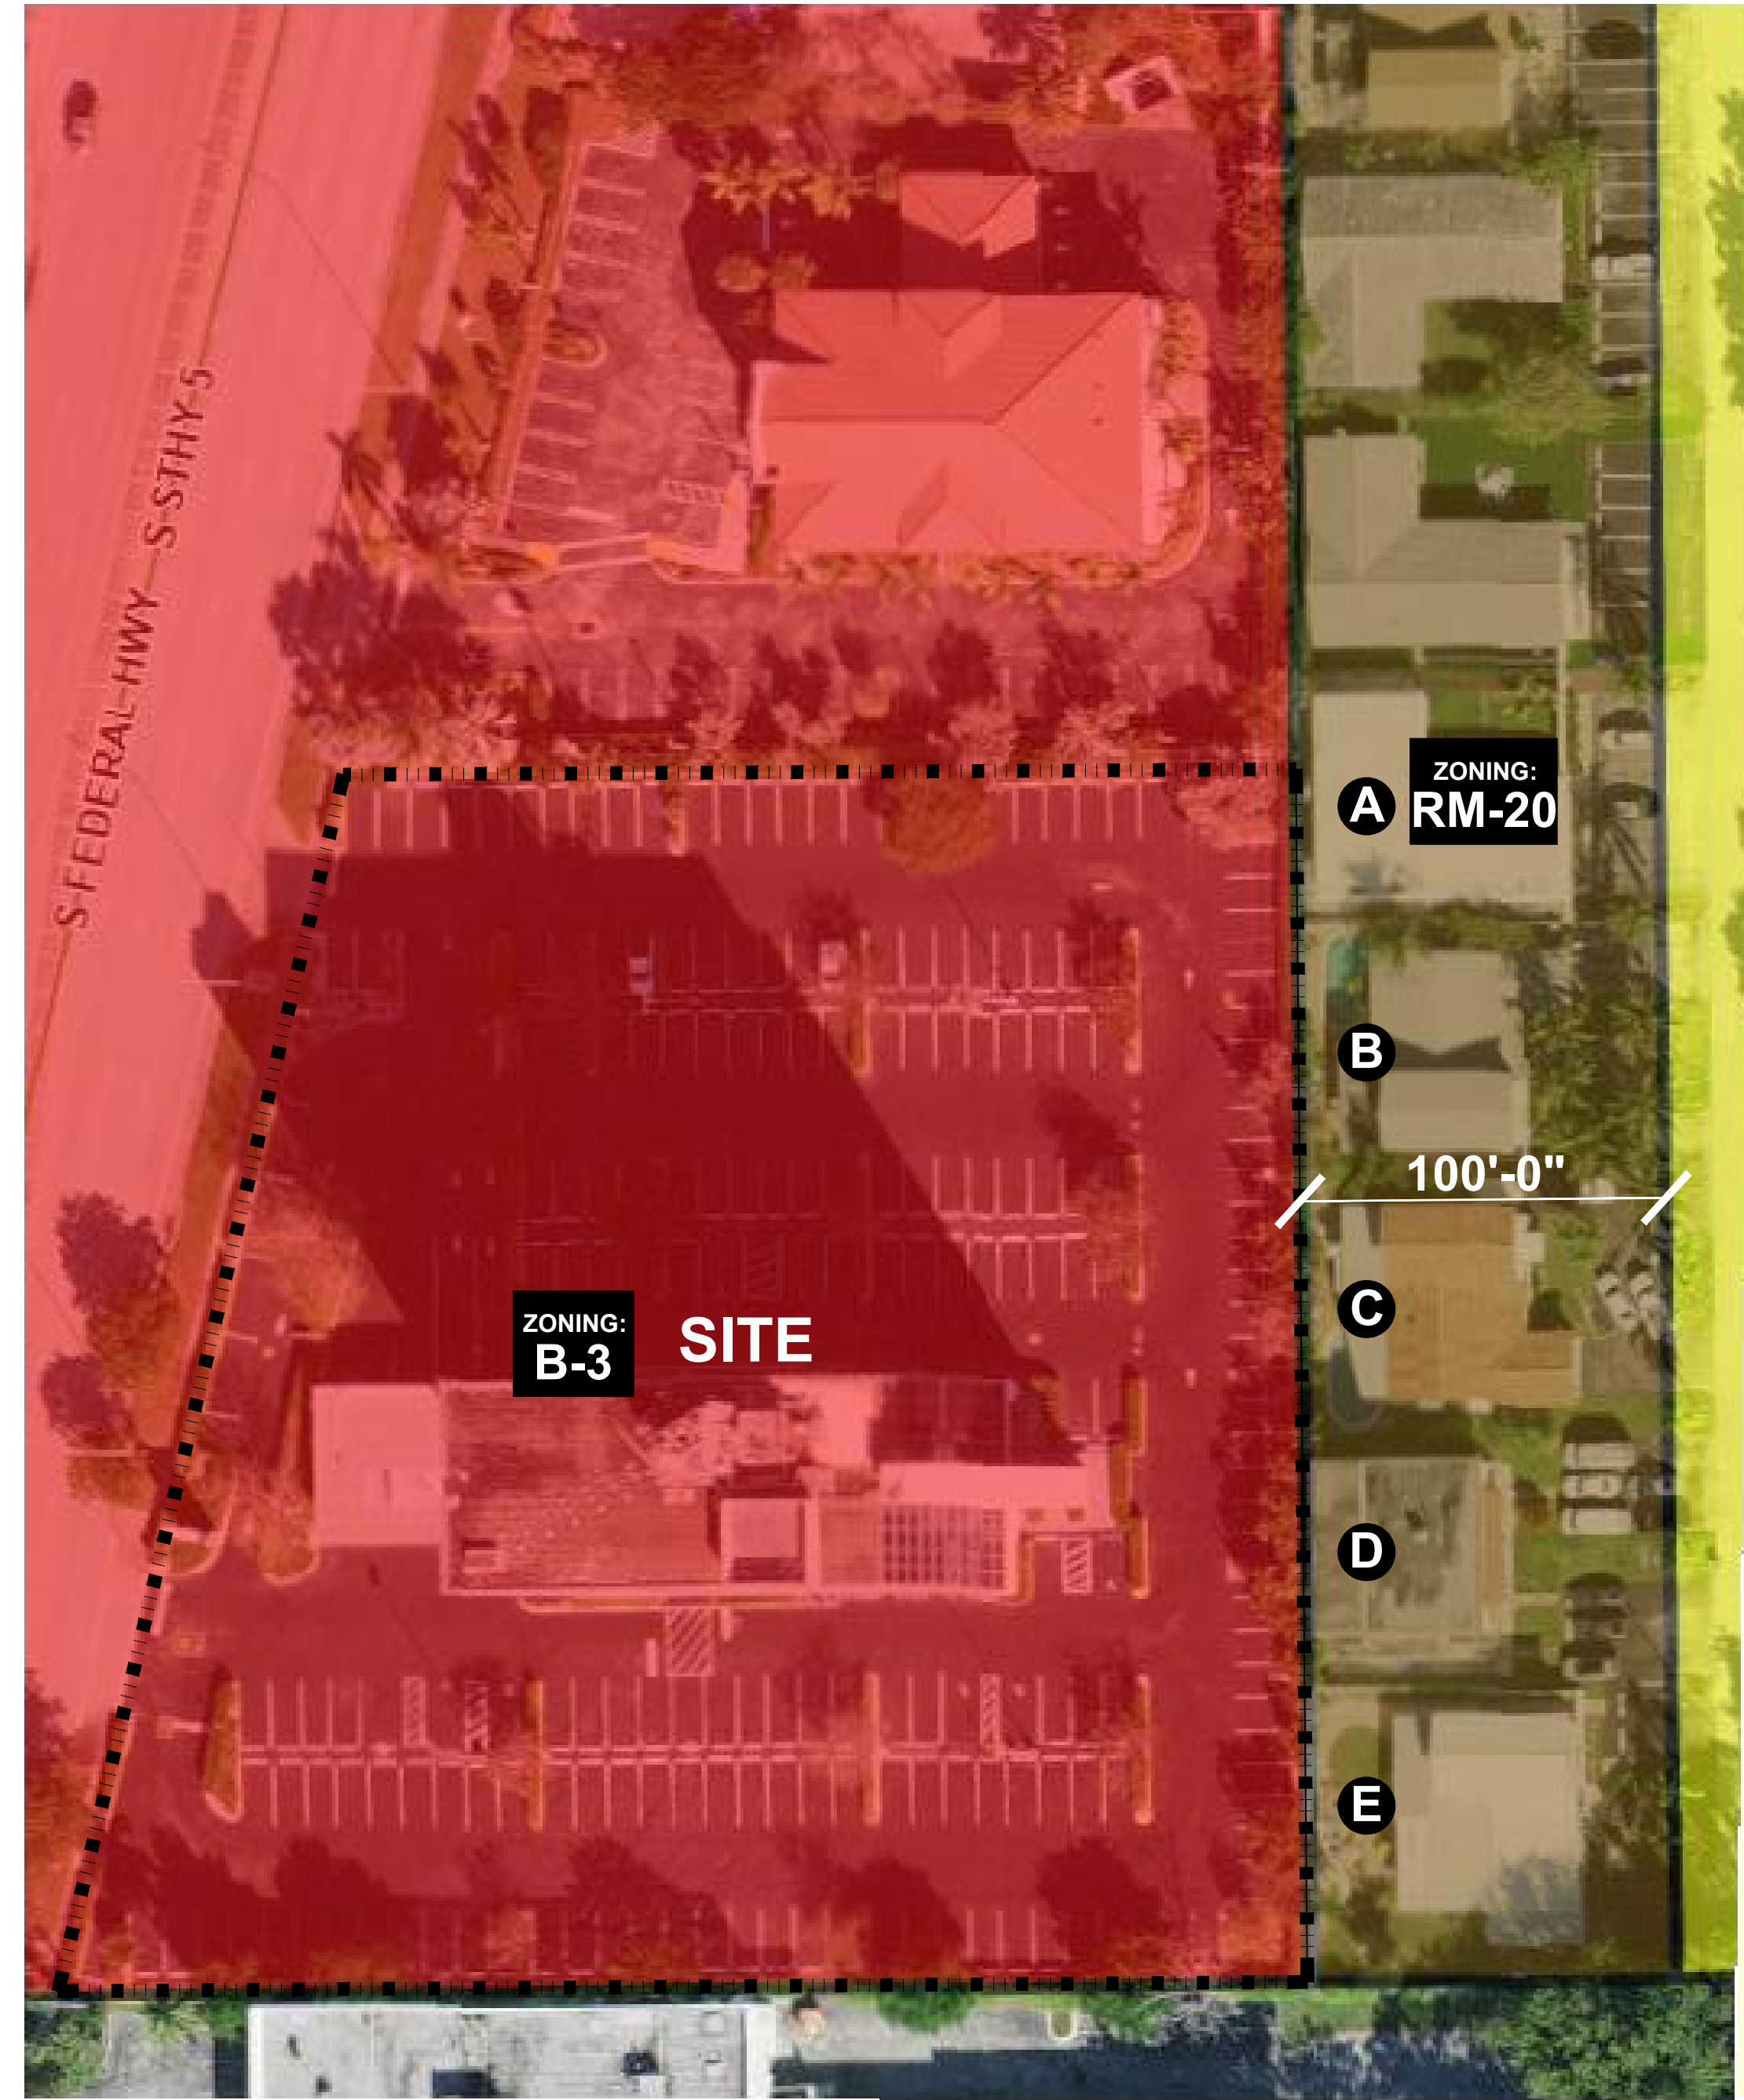 S-FEDERAL-HWY—S-STHY-5
ZONING:
RM-20
A
B
100'-0"
C
ZONING:
B-3
SITE
D
E